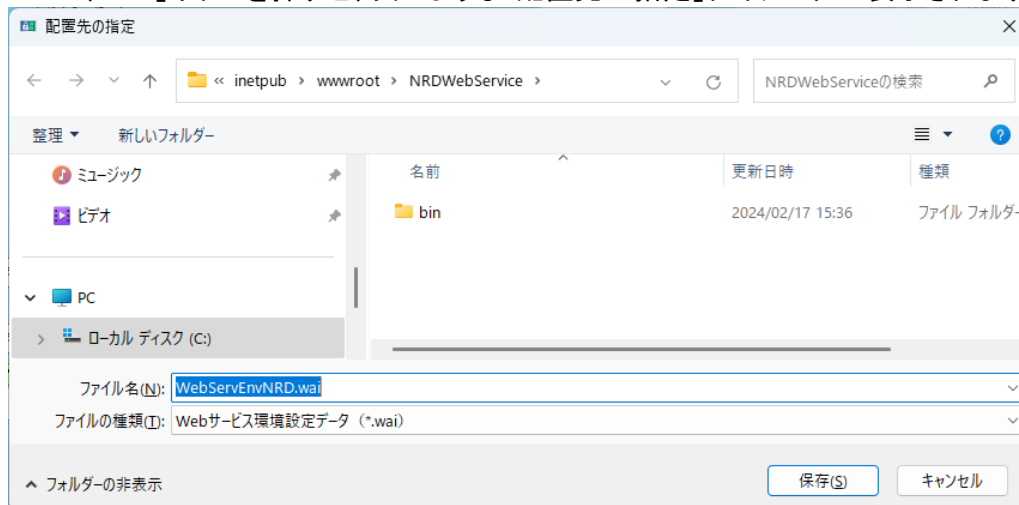 配置先の指定
« inetpub › wwwroot › NRDWebService ›
NRDWebServiceの検索
整理 新しいフォルダー
ミュージック
ビデオ
PC
ローカル ディスク (C:)
名前 更新日時 種類
bin 2024/02/17 15:36 ファイル フォルダー
ファイル名(N): WebServEnvNRD.wai
ファイルの種類(T): Webサービス環境設定データ (*.wai)
フォルダーの非表示 保存(S) キャンセル